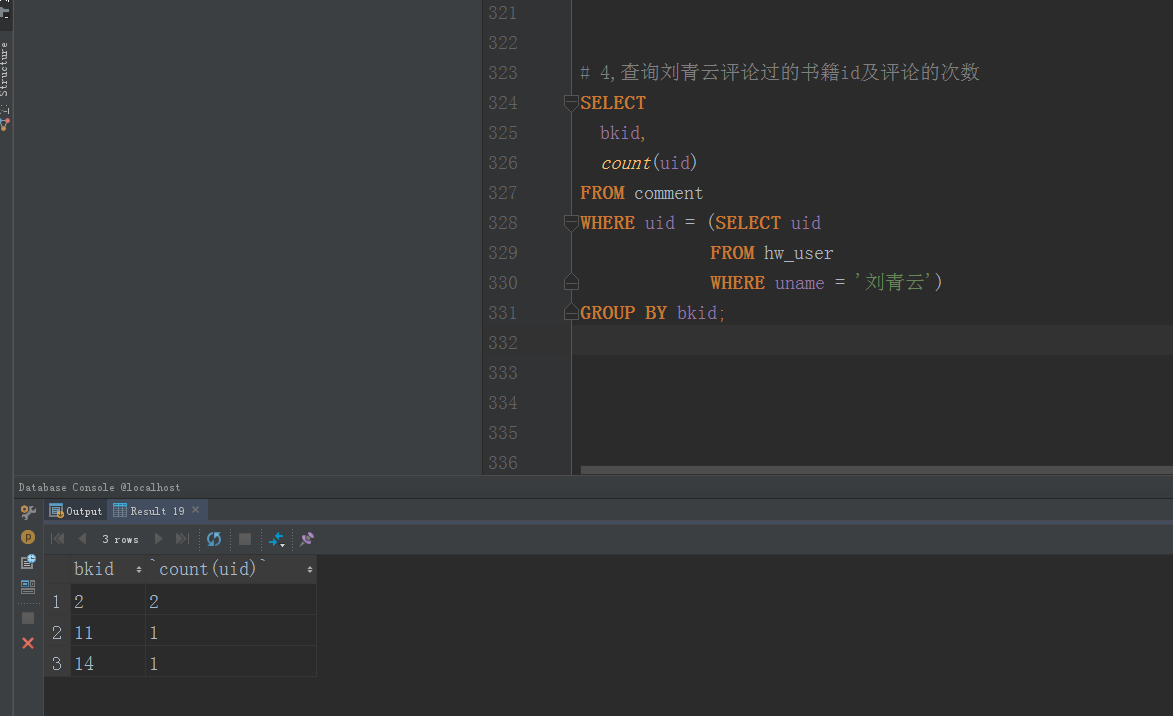 321
322
323 # 4,查询刘青云评论过的书籍id及评论的次数
324 SELECT
325 bkid,
326 count(uid)
327 FROM comment
328 WHERE uid = (SELECT uid
329 FROM hw_user
330 WHERE uname = '刘青云')
331 GROUP BY bkid;
332
333
334
335
336
Structure
Database Console @localhost
Output Result 19
3 rows
bkid `count(uid)`
1 2 2
2 11 1
3 14 1